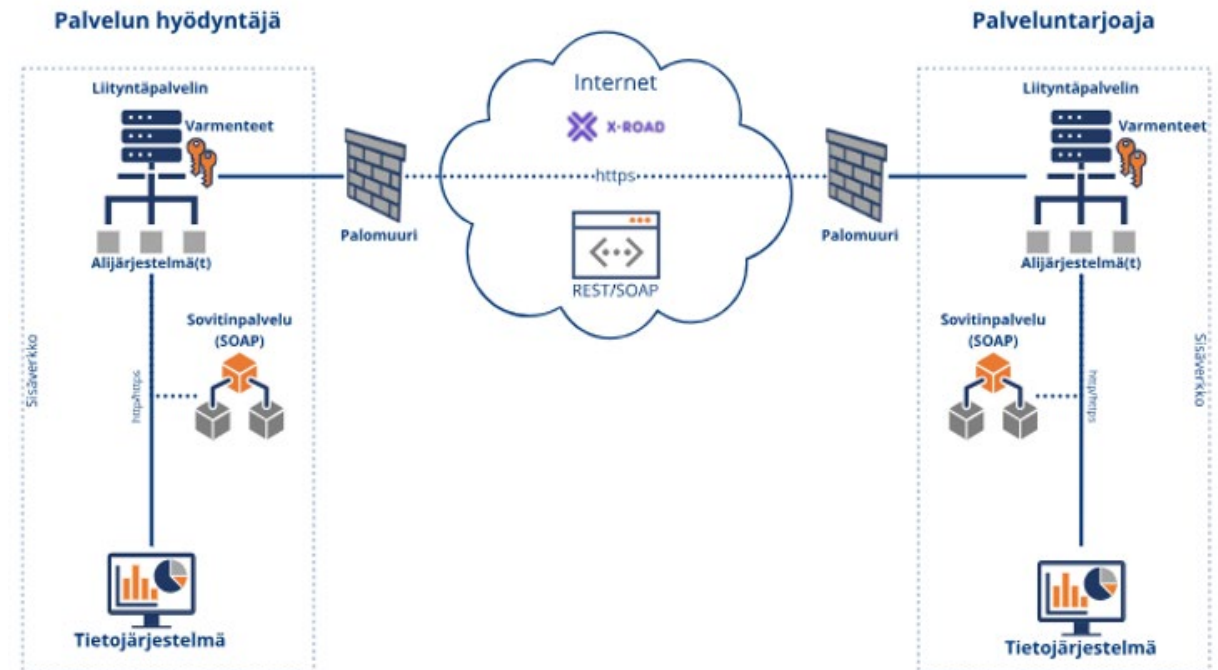 Palvelun hyödyntäjä
Palveluntarjoaja
Liityntäpalvelin
Varmenteet
Palomuuri
Alijärjestelmä(t)
Sovitinpalvelu
(SOAP)
Sisäverkko
http/https
Tietojärjestelmä
Internet
X-ROAD
https
REST/SOAP
Palomuuri
Liityntäpalvelin
Varmenteet
Alijärjestelmä(t)
Sovitinpalvelu
(SOAP)
http/https
Sisäverkko
Tietojärjestelmä